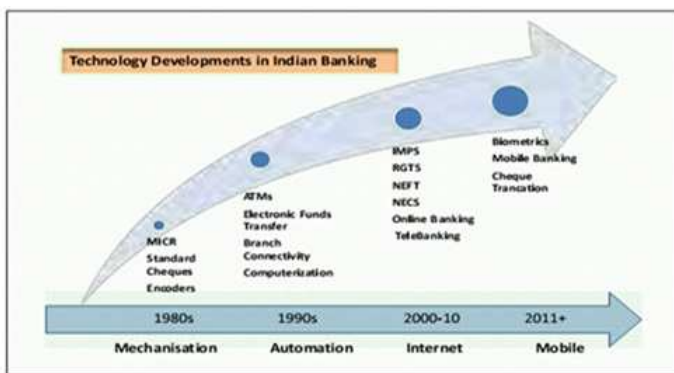 Technology Developments in Indian Banking
MICR
Standard
Cheques
Encoders
ATMs
Electronic Funds
Transfer
Branch
Connectivity
Computerization
IMPS
RGTS
NEFT
NECS
Online Banking
TeleBanking
Biometrics
Mobile Banking
Cheque
Trancation
1980s
1990s
2000-10
2011+
Mechanisation
Automation
Internet
Mobile